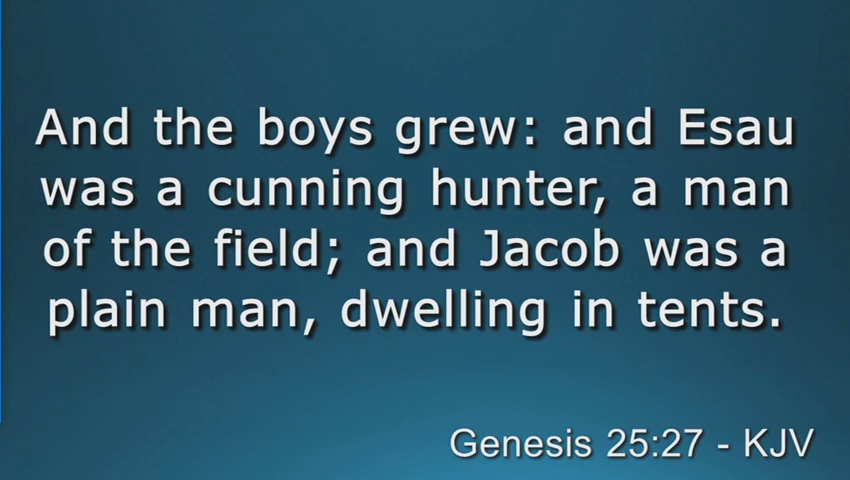 And the boys grew: and Esau
was a cunning hunter, a man
of the field; and Jacob was a
plain man, dwelling in tents.
Genesis 25:27 - KJV